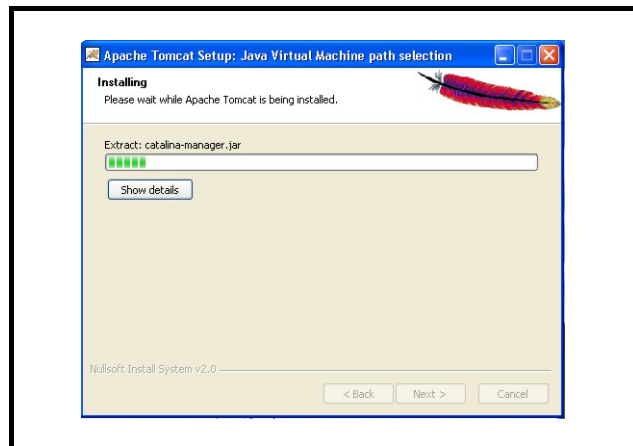 Apache Tomcat Setup: Java Virtual Machine path selection
Installing
Please wait while Apache Tomcat is being installed.
Extract: catalina-manager.jar
Show details
Nullsoft Install System v2.0
< Back
Next >
Cancel